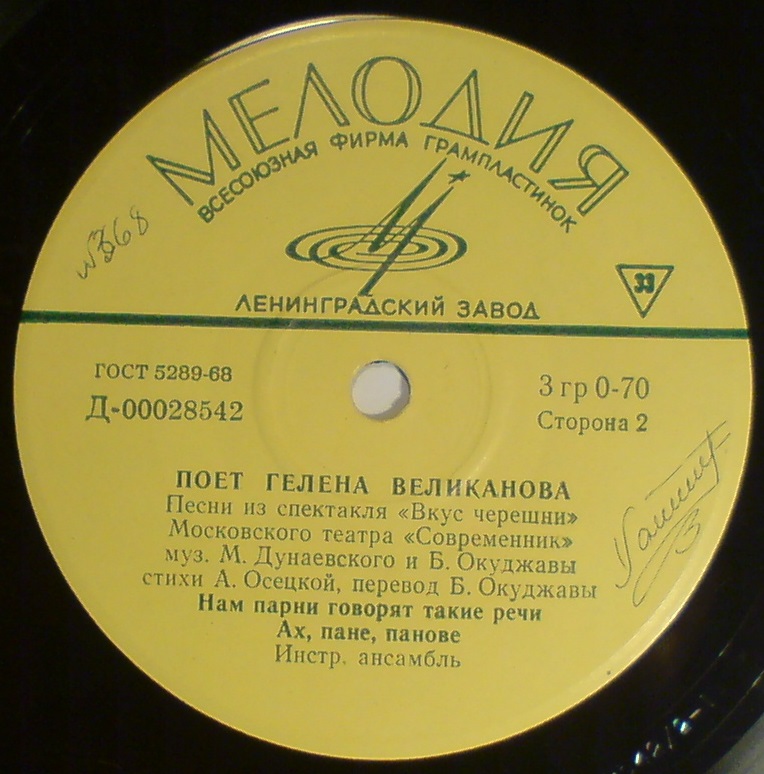 МЕЛОДИЯ
ВСЕСОЮЗНАЯ ФИРМА ГРАМПЛАСТИНОК
ЛЕНИНГРАДСКИЙ ЗАВОД
33
ГОСТ 5289-68
Д-00028542
3 гр 0-70
Сторона 2
ПОЕТ ГЕЛЕНА ВЕЛИКАНОВА
Песни из спектакля «Вкус черешни»
Московского театра «Современник»
муз. М. Дунаевского и Б. Окуджавы
стихи А. Осецкой, перевод Б. Окуджавы
Нам парни говорят такие речи
Ах, пане, панове
Инстр. ансамбль